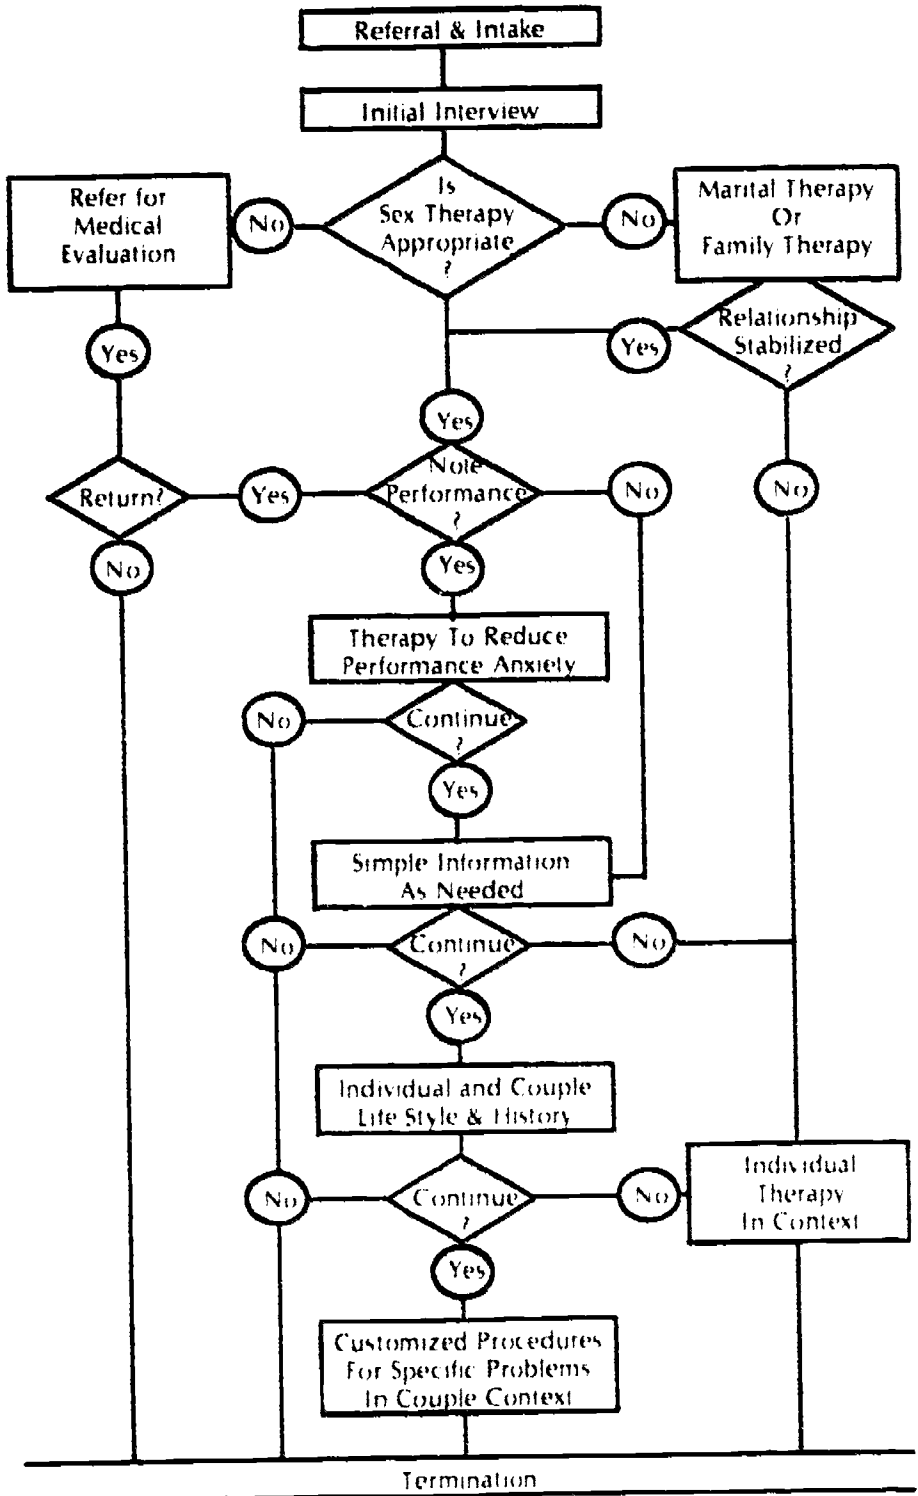 Referral & Intake
Initial Interview
Is
Sex Therapy
Appropriate
?
No
Refer for
Medical
Evaluation
No
Marital Therapy
Or
Family Therapy
Yes
Yes
Relationship
Stabilized
?
Yes
Return?
Yes
Note
Performance
?
No
No
No
Yes
Therapy To Reduce
Performance Anxiety
No
Continue
?
Yes
Simple Information
As Needed
No
Continue
?
No
Yes
Individual and Couple
Life Style & History
No
Continue
?
No
Individual
Therapy
In Context
Yes
Customized Procedures
For Specific Problems
In Couple Context
Termination